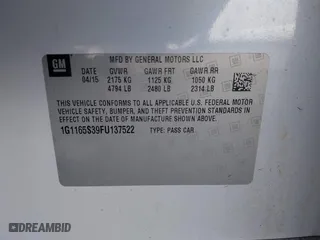 GM
MFD BY GENERAL MOTORS LLC
DATE GVWR GAWR FRT GAWR RR
04/15 2175 KG 1125 KG 1050 KG
4794 LB 2480 LB 2314 LB
THIS VEHICLE CONFORMS TO ALL APPLICABLE U.S. FEDERAL MOTOR
VEHICLE SAFETY, BUMPER, AND THEFT PREVENTION STANDARDS
IN EFFECT ON THE DATE OF MANUFACTURE SHOWN ABOVE.
1G1165S39FU137522 TYPE: PASS CAR
DREAMBID